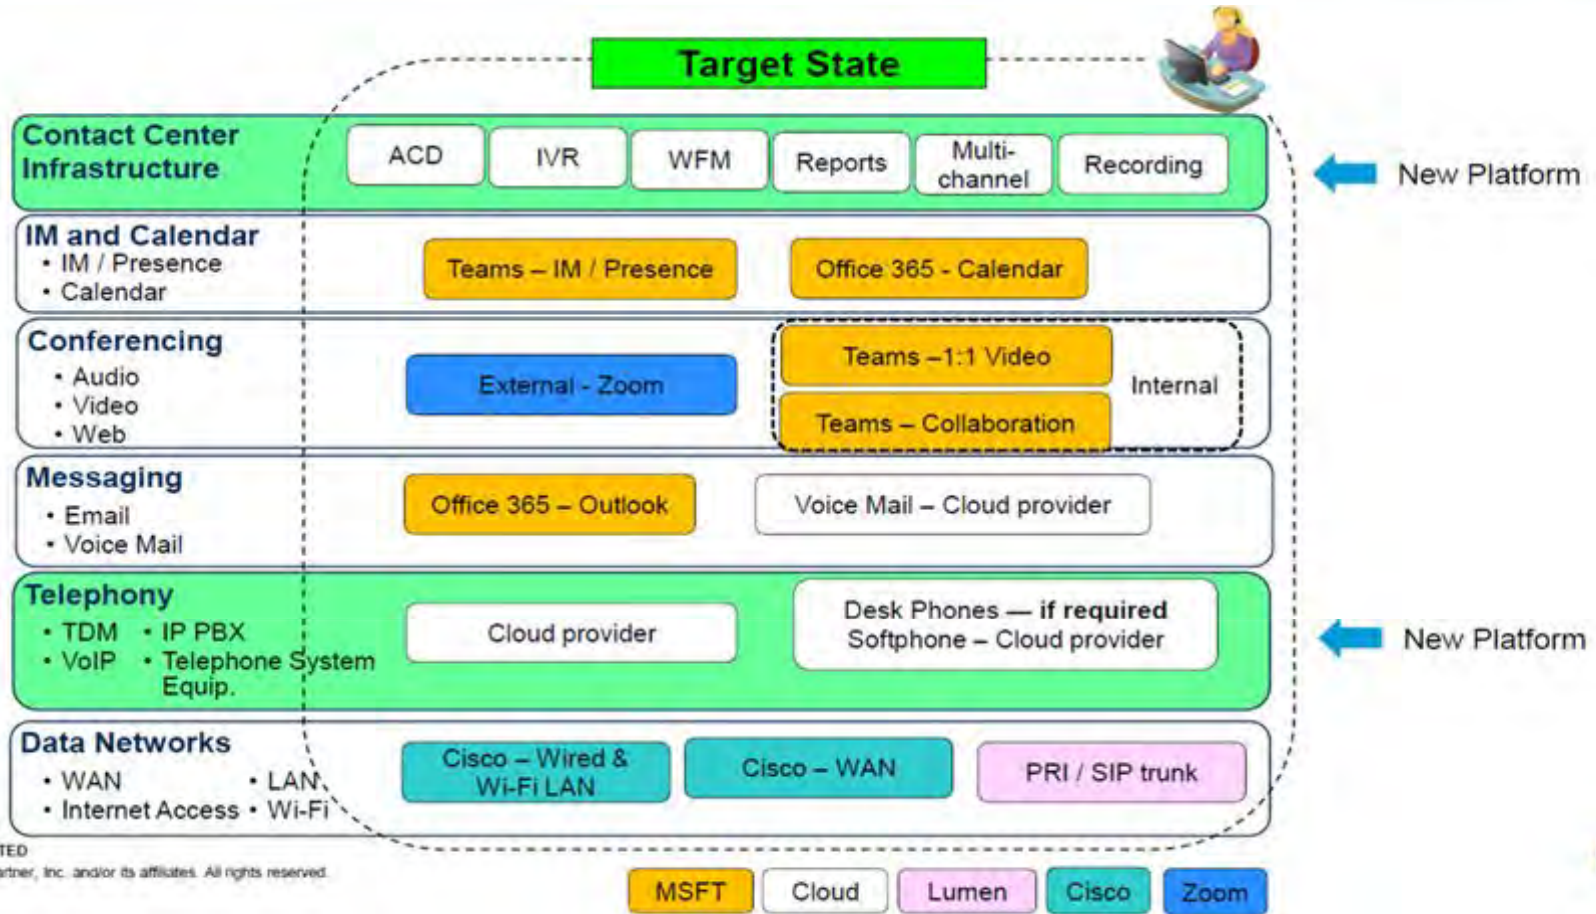 Target State
Contact Center
Infrastructure
ACD
IVR
WFM
Reports
Multi-
channel
Recording
New Platform
IM and Calendar
• IM / Presence
• Calendar
Teams – IM / Presence
Office 365 - Calendar
Conferencing
• Audio
• Video
• Web
External - Zoom
Teams –1:1 Video
Teams – Collaboration
Internal
Messaging
• Email
• Voice Mail
Office 365 – Outlook
Voice Mail – Cloud provider
Telephony
• TDM • IP PBX
• VoIP • Telephone System
Equip.
Cloud provider
Desk Phones — if required
Softphone – Cloud provider
New Platform
Data Networks
• WAN • LAN
• Internet Access • Wi-Fi
Cisco – Wired &
Wi-Fi LAN
Cisco – WAN
PRI / SIP trunk
TED
artner, Inc. and/or its affiliates. All rights reserved.
MSFT
Cloud
Lumen
Cisco
Zoom